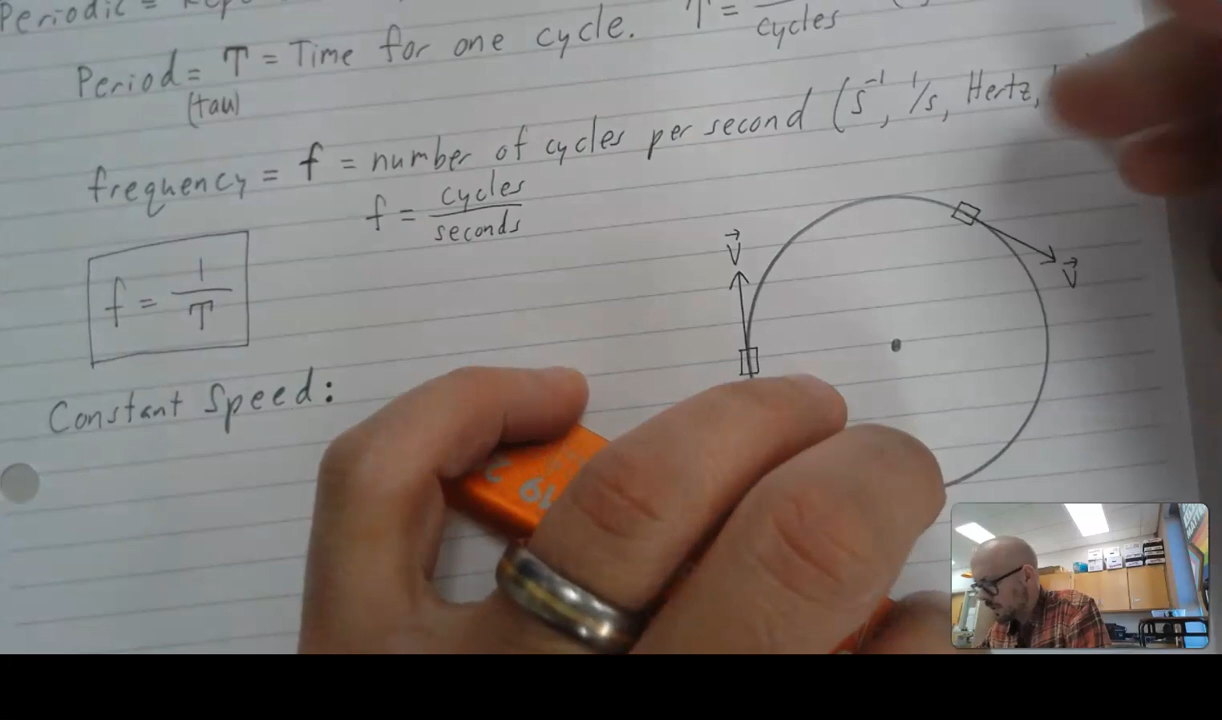 Periodic =
Period = T = Time for one cycle. T =
cycles
(tau)
frequency = f = number of cycles per second (s⁻¹, 1/s, Hertz,
f = cycles
seconds
f = 1
T
Constant Speed:
V⃗
V⃗